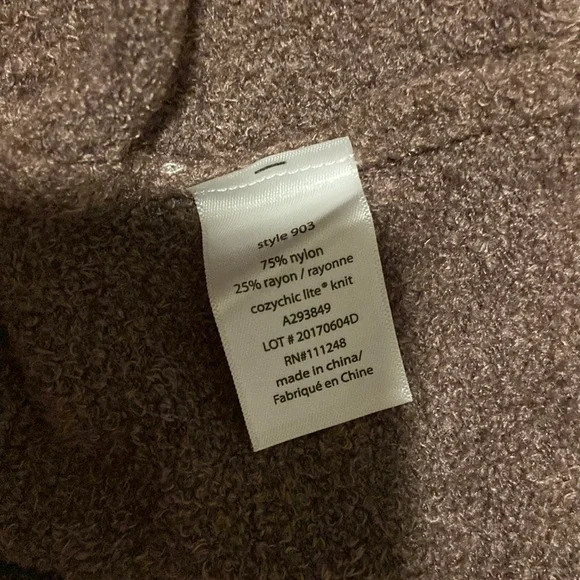 style 903
75% nylon
25% rayon / rayonne
cozychic lite® knit
A293849
LOT # 20170604D
RN#111248
made in china/
Fabriqué en Chine